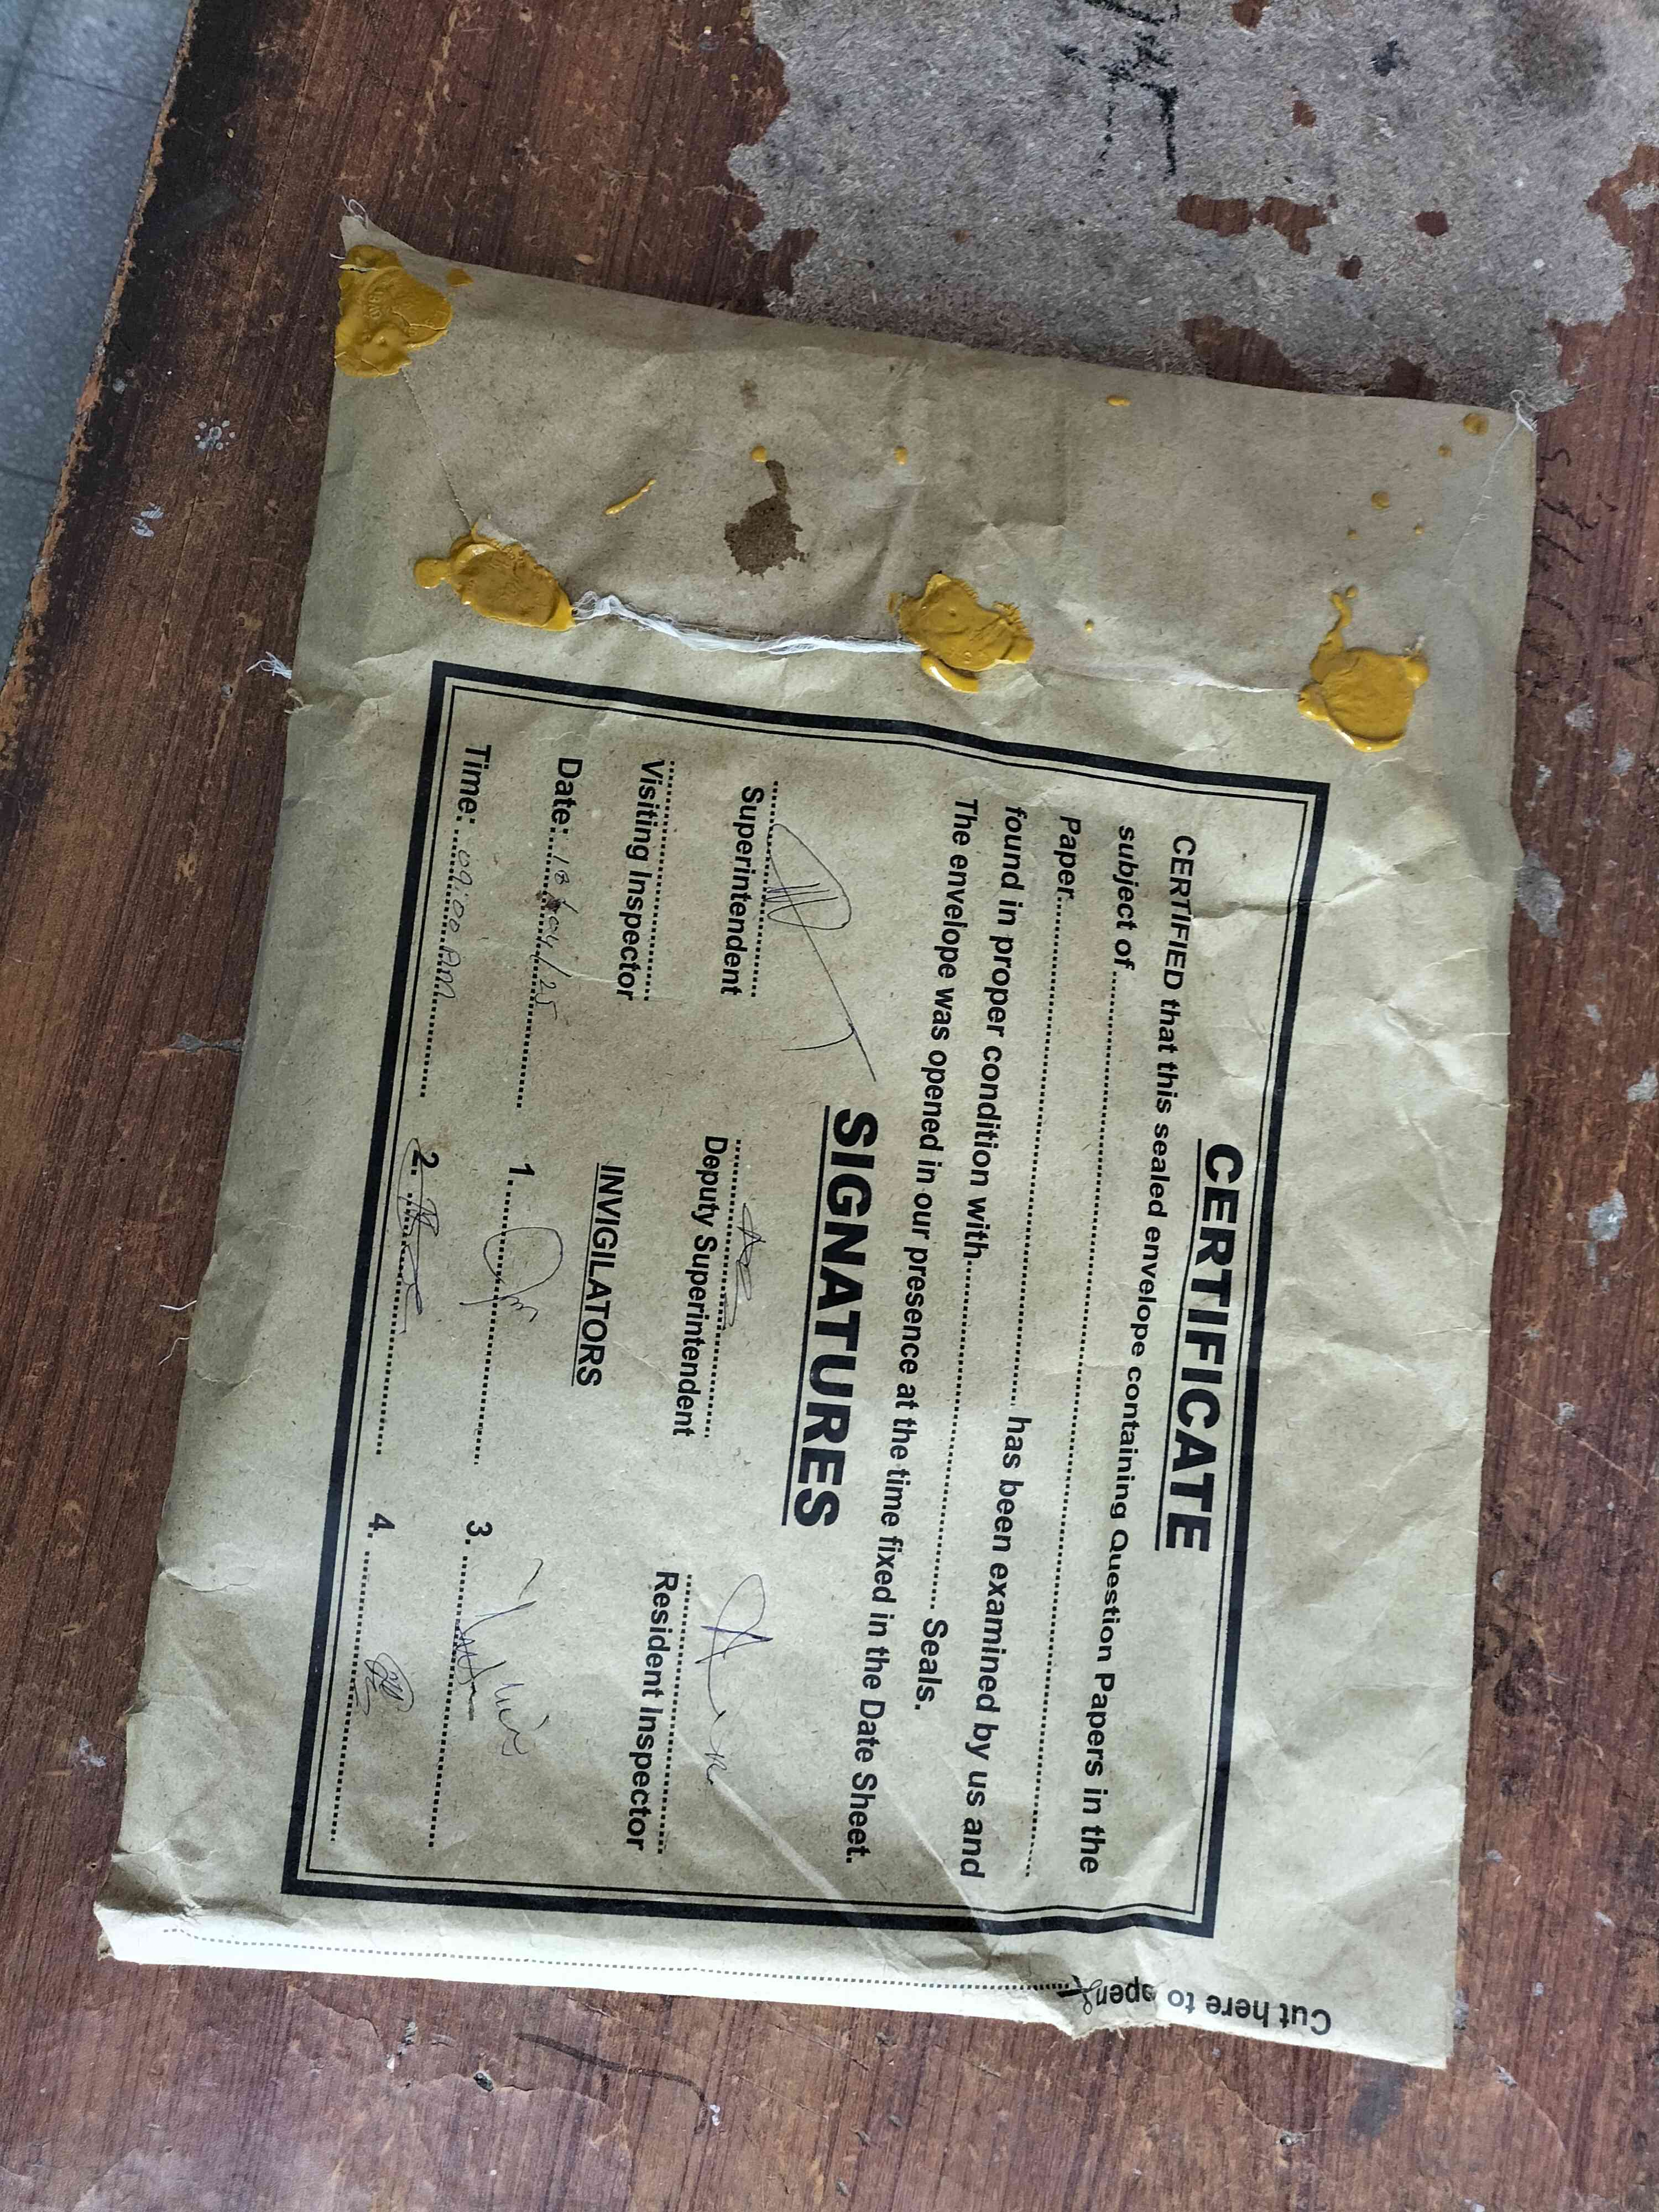 CERTIFICATE
CERTIFIED that this sealed envelope containing Question Papers in the
subject of ................................................................
Paper................................................ has been examined by us and
found in proper condition with................................ Seals.
The envelope was opened in our presence at the time fixed in the Date Sheet.
SIGNATURES
Superintendent
Deputy Superintendent
Resident Inspector
Visiting Inspector
INVIGILATORS
Date: 18/04/25
1.
3.
Time: 09:00 AM
2.
4.
Cut here to open